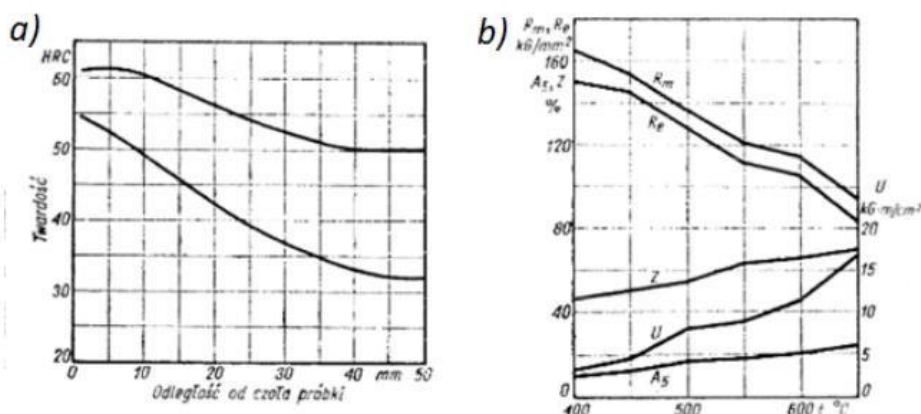 a)
HRC
60
50
40
30
20
Twardość
0
10
20
30
40
mm
50
Odległość od czoła próbki
b)
Rm, Re
kG/mm²
160
A5, Z
%
120
80
40
0
Rm
Re
Z
U
A5
U
kG·m/cm²
20
15
10
5
0
400
500
600
t, °C